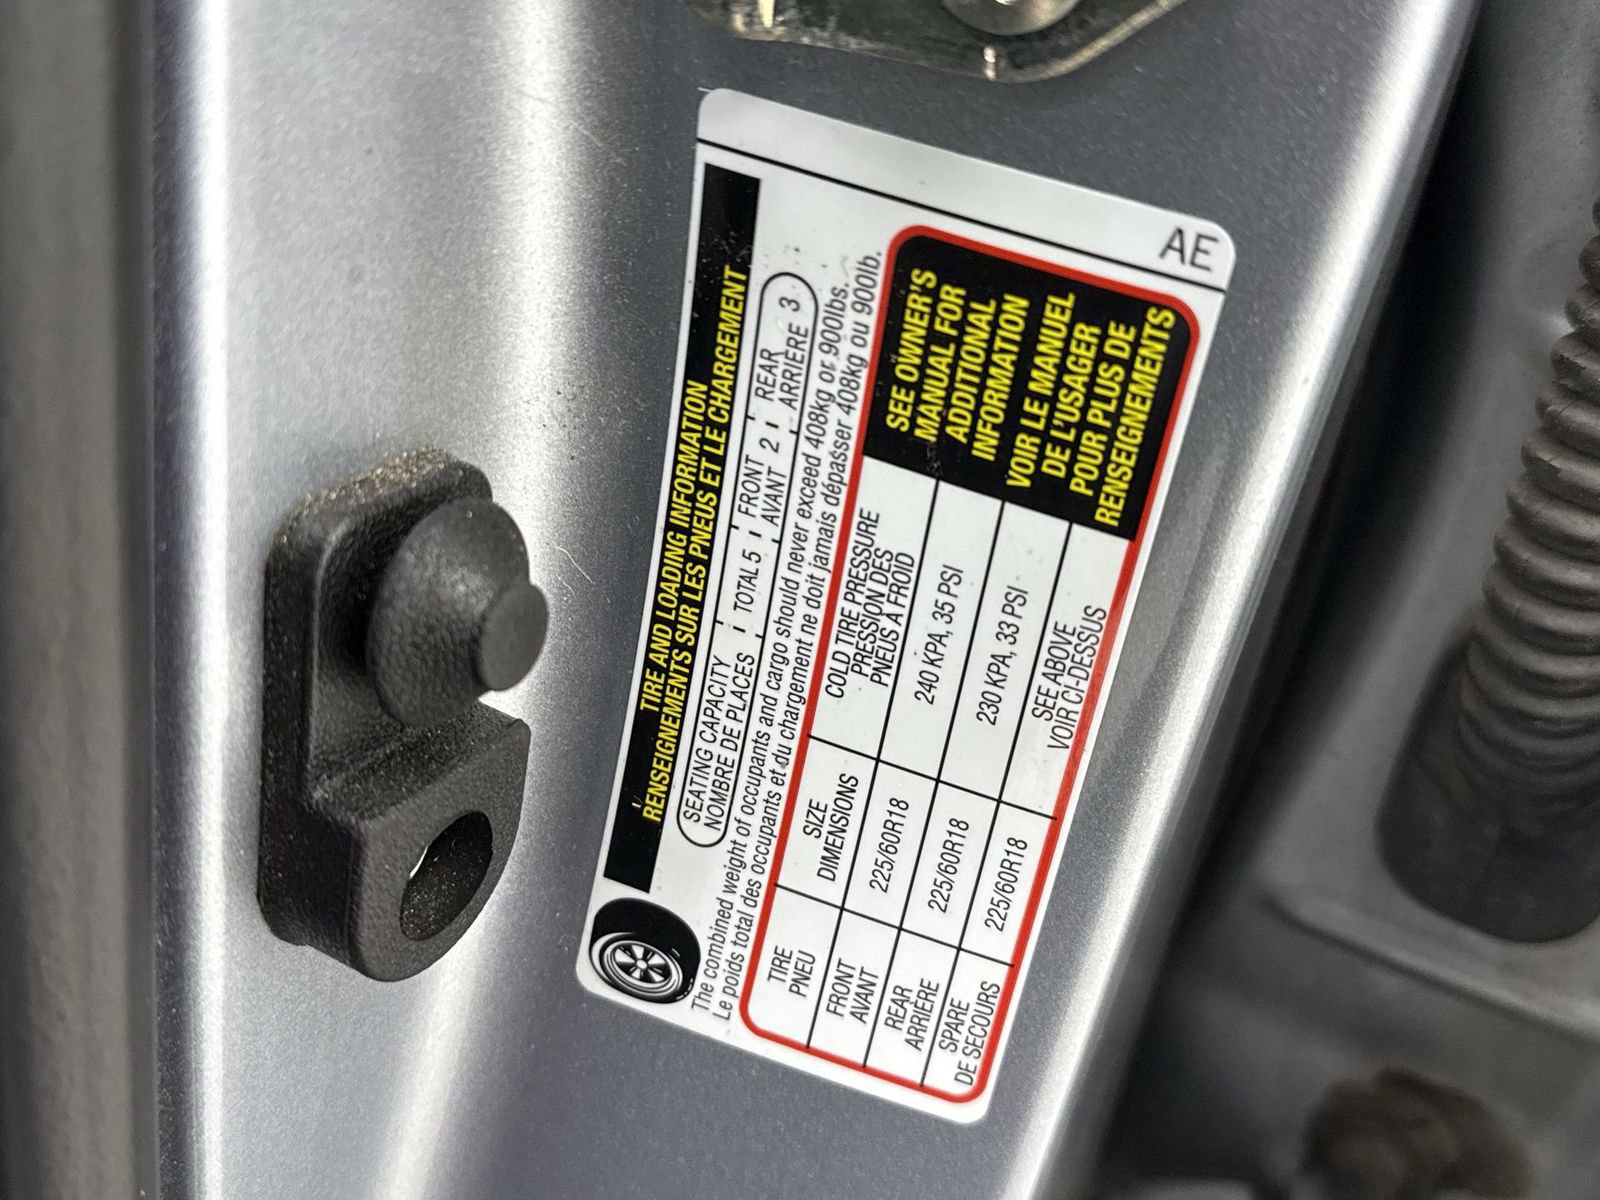 AE
TIRE AND LOADING INFORMATION
RENSEIGNEMENTS SUR LES PNEUS ET LE CHARGEMENT
SEATING CAPACITY
NOMBRE DE PLACES
TOTAL 5
FRONT
AVANT
2
REAR
ARRIÈRE
3
The combined weight of occupants and cargo should never exceed 408kg or 900lbs.
Le poids total des occupants et du chargement ne doit jamais dépasser 408kg ou 900lb.
TIRE
PNEU
SIZE
DIMENSIONS
COLD TIRE PRESSURE
PRESSION DES
PNEUS A FROID
FRONT
AVANT
225/60R18
240 KPA, 35 PSI
REAR
ARRIÈRE
225/60R18
230 KPA, 33 PSI
SPARE
DE SECOURS
225/60R18
SEE ABOVE
VOIR CI-DESSUS
SEE OWNER'S
MANUAL FOR
ADDITIONAL
INFORMATION
VOIR LE MANUEL
DE L'USAGER
POUR PLUS DE
RENSEIGNEMENTS